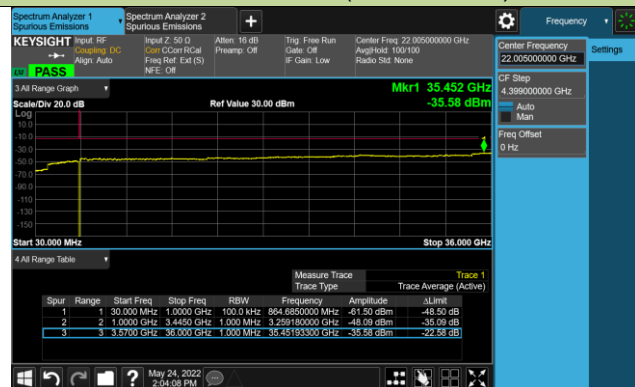 Spectrum Analyzer 1
Spurious Emissions
Spectrum Analyzer 2
Spurious Emissions
+
Frequency
KEYSIGHT
Input: RF
Coupling: DC
Align: Auto
Input Z: 50 Ω
Corr CCorr RCal
Freq Ref: Ext (S)
NFE: Off
Atten: 16 dB
Preamp: Off
Trig: Free Run
Gate: Off
IF Gain: Low
Center Freq: 22.005000000 GHz
Avg|Hold: 100/100
Radio Std: None
PASS
Center Frequency
22.005000000 GHz
Settings
CF Step
4.399000000 GHz
Auto
Man
Freq Offset
0 Hz
3 All Range Graph
Mkr1 35.452 GHz
Scale/Div 20.0 dB
Ref Value 30.00 dBm
-35.58 dBm
Log
10.0
-10.0
-30.0
-50.0
-70.0
-90.0
-110
-130
-150
1
Start 30.000 MHz
Stop 36.000 GHz
4 All Range Table
Measure Trace Trace 1
Trace Type Trace Average (Active)
Spur Range Start Freq Stop Freq RBW Frequency Amplitude ΔLimit
1 1 30.000 MHz 1.0000 GHz 100.0 kHz 864.6850000 MHz -61.50 dBm -48.50 dB
2 2 1.0000 GHz 3.4450 GHz 1.000 MHz 3.259180000 GHz -48.09 dBm -35.09 dB
3 3 3.5700 GHz 36.000 GHz 1.000 MHz 35.45193300 GHz -35.58 dBm -22.58 dB
?
May 24, 2022
2:04:08 PM